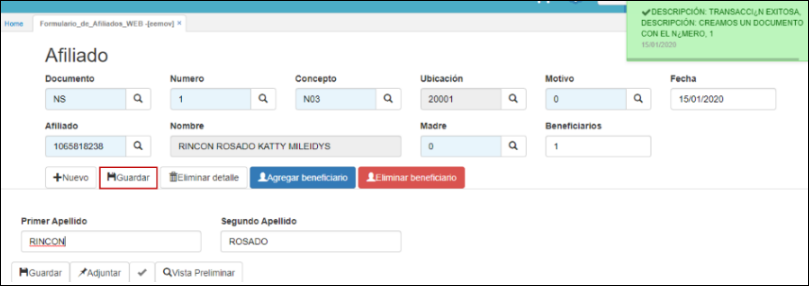 ✔DESCRIPCIÓN: TRANSACCI¿N EXITOSA,
DESCRIPCIÓN: CREAMOS UN DOCUMENTO
CON EL N¿MERO, 1
15/01/2020
Home Formulario_de_Afiliados_WEB -[eemov] ×
Afiliado
Documento Numero Concepto Ubicación Motivo Fecha
NS 1 N03 20001 0 15/01/2020
Afiliado Nombre Madre Beneficiarios
1065818238 RINCON ROSADO KATTY MILEIDYS 0 1
+Nuevo Guardar Eliminar detalle Agregar beneficiario Eliminar beneficiario
Primer Apellido Segundo Apellido
RINCON ROSADO
Guardar Adjuntar ✔ Vista Preliminar